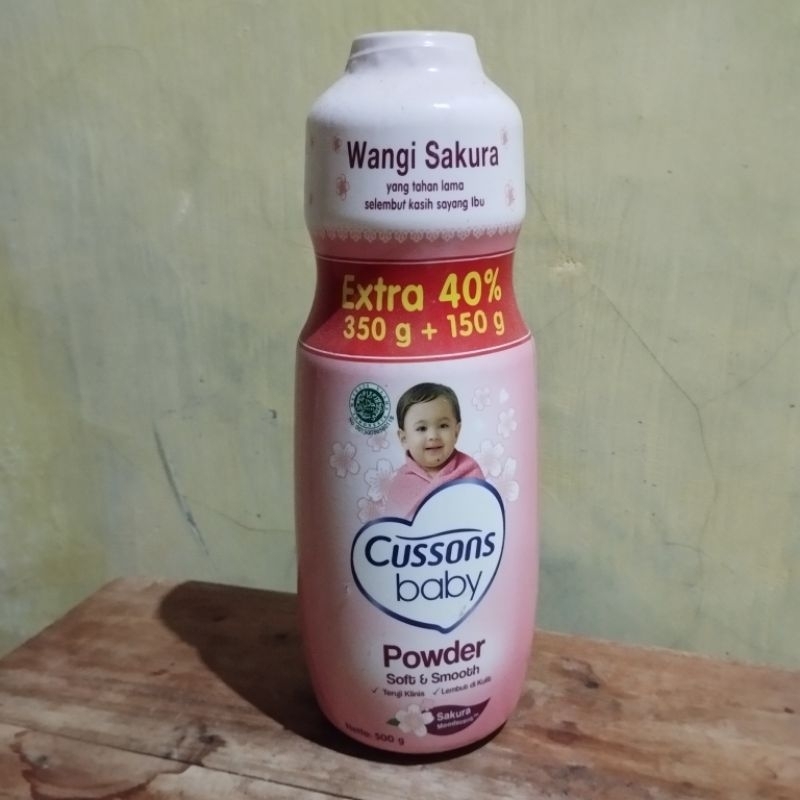 Wangi Sakura
yang tahan lama
selembut kasih sayang Ibu
Extra 40%
350 g + 150 g
Cussons
baby
Powder
Soft & Smooth
✓ Teruji Klinis ✓ Lembut di Kulit
Sakura
Netto: 500 g